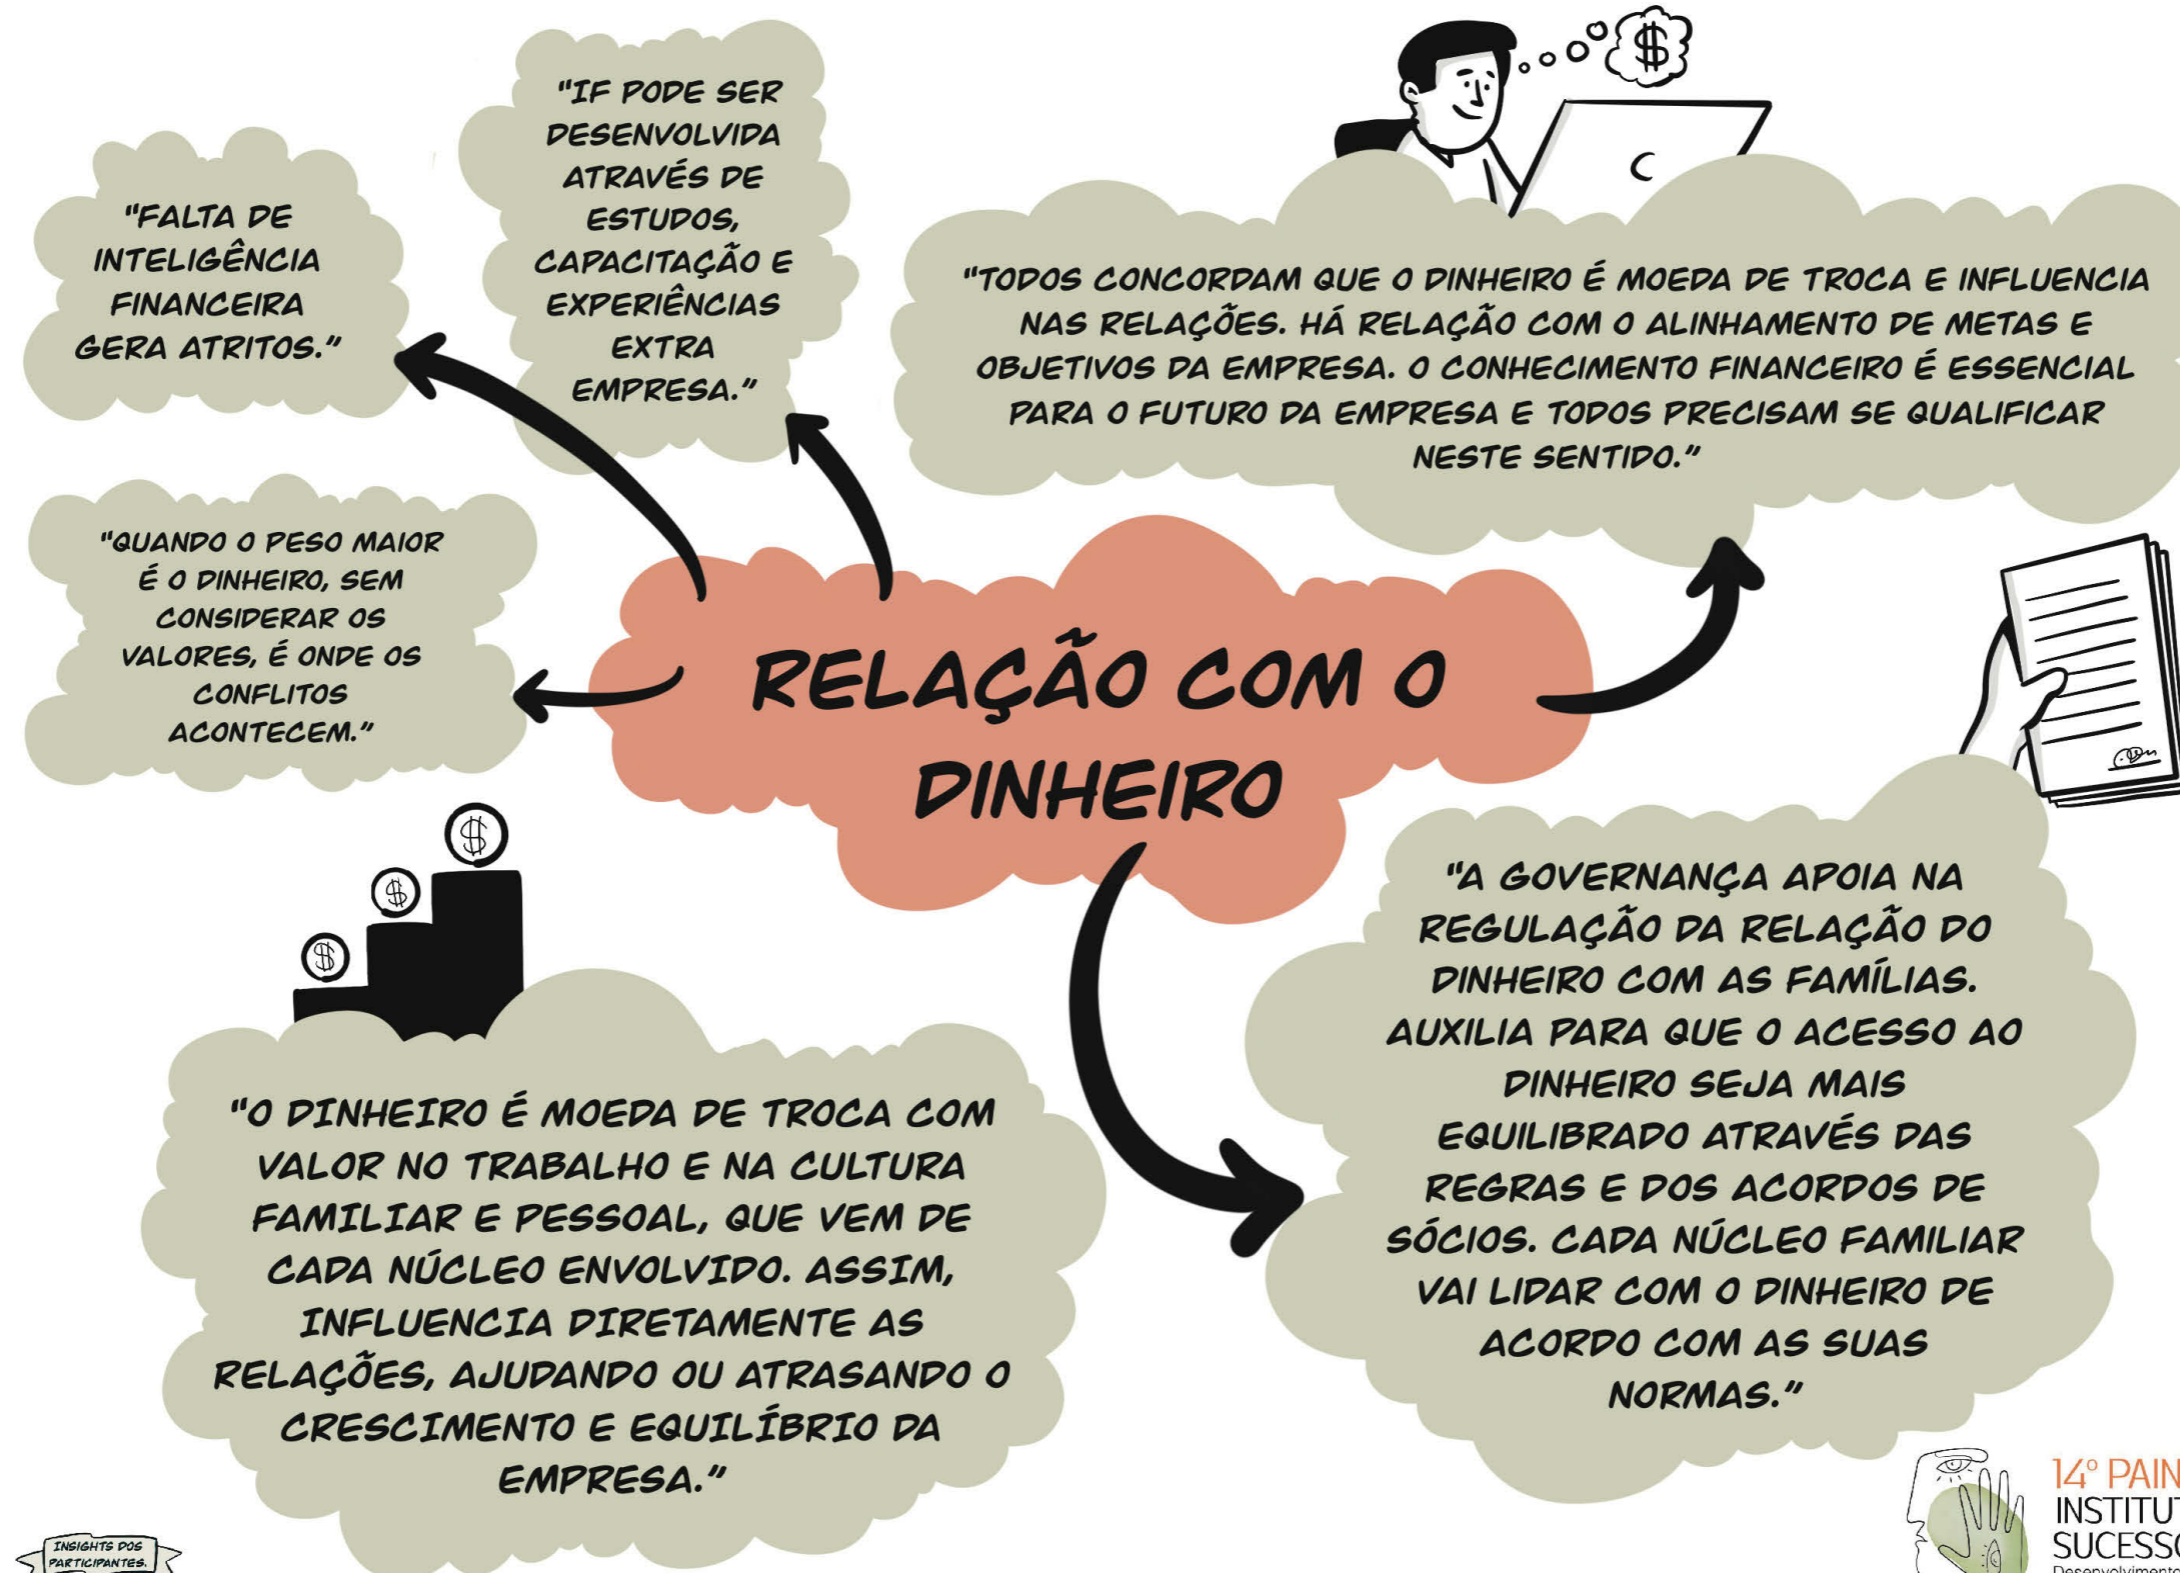 "IF PODE SER
DESENVOLVIDA
ATRAVÉS DE
ESTUDOS,
CAPACITAÇÃO E
EXPERIÊNCIAS
EXTRA
EMPRESA."
"FALTA DE
INTELIGÊNCIA
FINANCEIRA
GERA ATRITOS."
"TODOS CONCORDAM QUE O DINHEIRO É MOEDA DE TROCA E INFLUENCIA
NAS RELAÇÕES. HÁ RELAÇÃO COM O ALINHAMENTO DE METAS E
OBJETIVOS DA EMPRESA. O CONHECIMENTO FINANCEIRO É ESSENCIAL
PARA O FUTURO DA EMPRESA E TODOS PRECISAM SE QUALIFICAR
NESTE SENTIDO."
"QUANDO O PESO MAIOR
É O DINHEIRO, SEM
CONSIDERAR OS
VALORES, É ONDE OS
CONFLITOS
ACONTECEM."
RELAÇÃO COM O
DINHEIRO
"A GOVERNANÇA APOIA NA
REGULAÇÃO DA RELAÇÃO DO
DINHEIRO COM AS FAMÍLIAS.
AUXILIA PARA QUE O ACESSO AO
DINHEIRO SEJA MAIS
EQUILIBRADO ATRAVÉS DAS
REGRAS E DOS ACORDOS DE
SÓCIOS. CADA NÚCLEO FAMILIAR
VAI LIDAR COM O DINHEIRO DE
ACORDO COM AS SUAS
NORMAS."
"O DINHEIRO É MOEDA DE TROCA COM
VALOR NO TRABALHO E NA CULTURA
FAMILIAR E PESSOAL, QUE VEM DE
CADA NÚCLEO ENVOLVIDO. ASSIM,
INFLUENCIA DIRETAMENTE AS
RELAÇÕES, AJUDANDO OU ATRASANDO O
CRESCIMENTO E EQUILÍBRIO DA
EMPRESA."
INSIGHTS DOS
PARTICIPANTES.
14º PAIN
INSTITUT
SUCESSO
Desenvolvimento